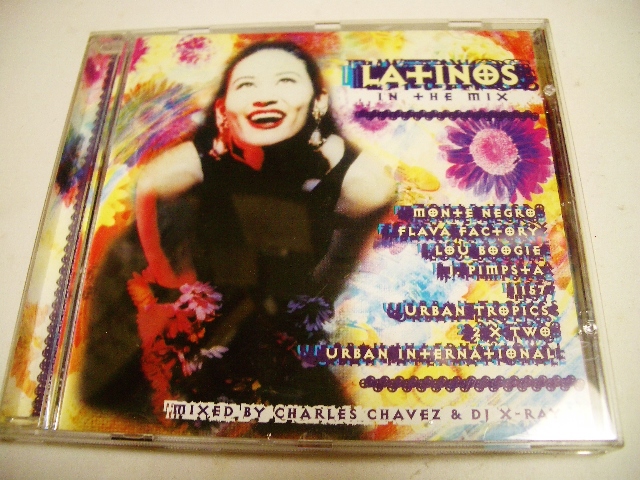 LATINOS
IN THE MIX
MONTE NEGRO
FLAVA FACTORY
LOU BOOGIE
J. PIMPSTA
1157
URBAN TROPICS
2 X TWO
URBAN INTERNATIONAL
MIXED BY CHARLES CHAVEZ & DJ X-RAY